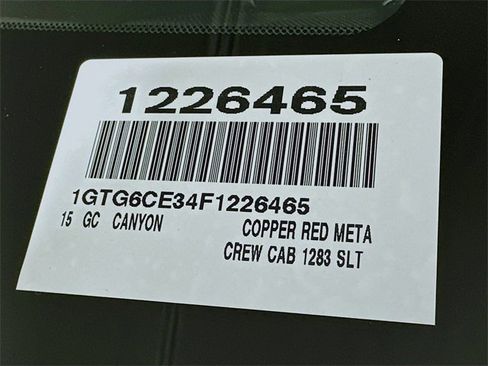 1226465
1GTG6CE34F1226465
15 GC CANYON COPPER RED META
CREW CAB 1283 SLT